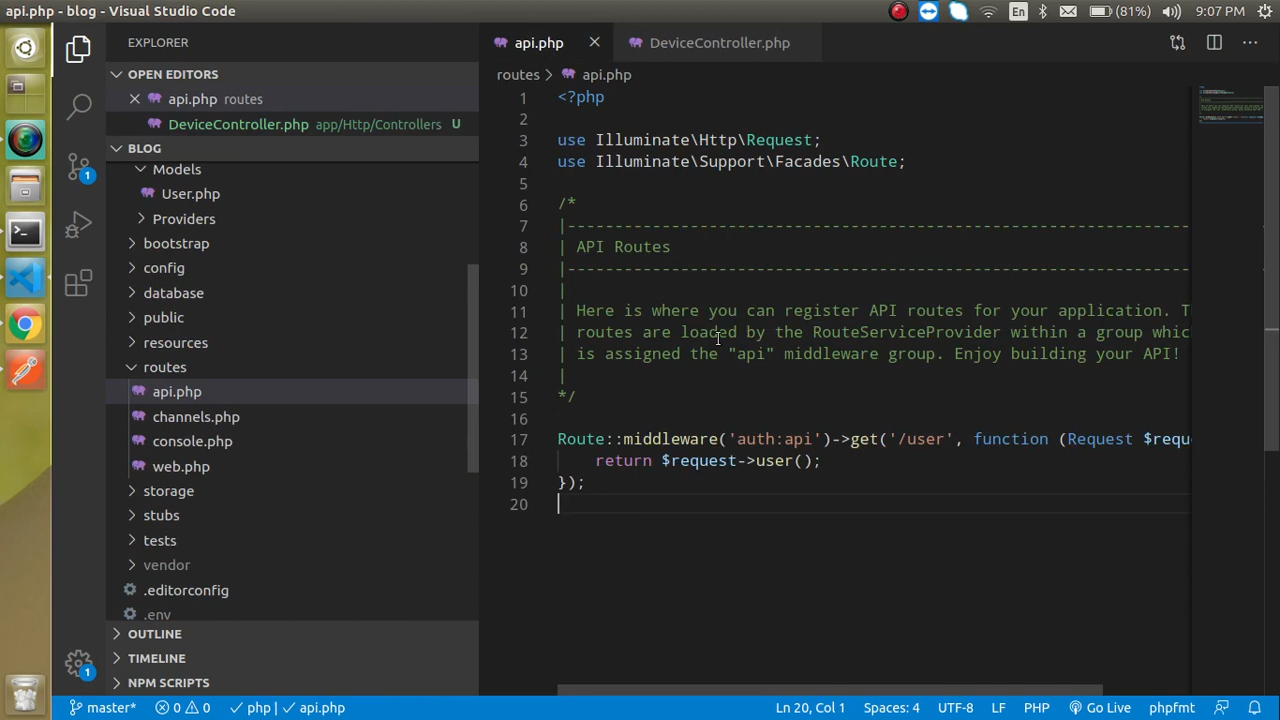 api.php - blog - Visual Studio Code
En
(81%)
9:07 PM
EXPLORER
OPEN EDITORS
api.php routes
DeviceController.php app/Http/Controllers U
BLOG
Models
User.php
Providers
bootstrap
config
database
public
resources
routes
api.php
channels.php
console.php
web.php
storage
stubs
tests
vendor
.editorconfig
.env
OUTLINE
TIMELINE
NPM SCRIPTS
1
1
api.php
DeviceController.php
routes > api.php
1 <?php
2
3 use Illuminate\Http\Request;
4 use Illuminate\Support\Facades\Route;
5
6 /*
7 |--------------------------------------------------------------------------
8 | API Routes
9 |--------------------------------------------------------------------------
10 |
11 | Here is where you can register API routes for your application. T
12 | routes are loaded by the RouteServiceProvider within a group whic
13 | is assigned the "api" middleware group. Enjoy building your API!
14 |
15 */
16
17 Route::middleware('auth:api')->get('/user', function (Request $requ
18 return $request->user();
19 });
20
master* 0 0 php | api.php
Ln 20, Col 1 Spaces: 4 UTF-8 LF PHP Go Live phpfmt